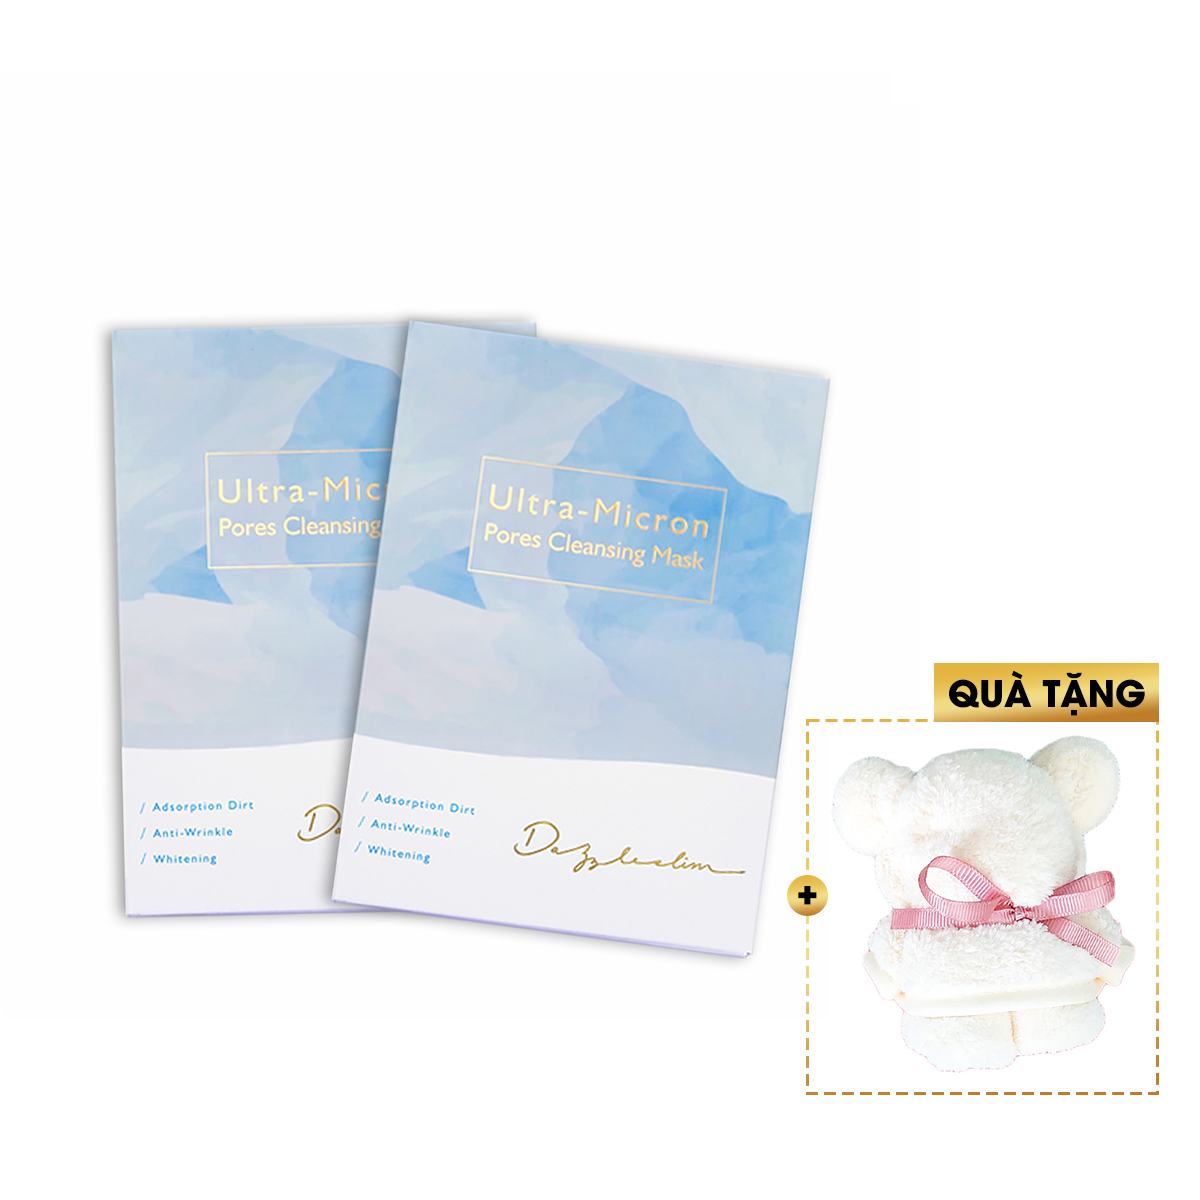 Ultra-Mic
Pores Cleansing
/ Adsorption Dirt
/ Anti-Wrinkle
/ Whitening
Ultra-Micron
Pores Cleansing Mask
/ Adsorption Dirt
/ Anti-Wrinkle
/ Whitening
Dazzleslim
QUÀ TẶNG
+